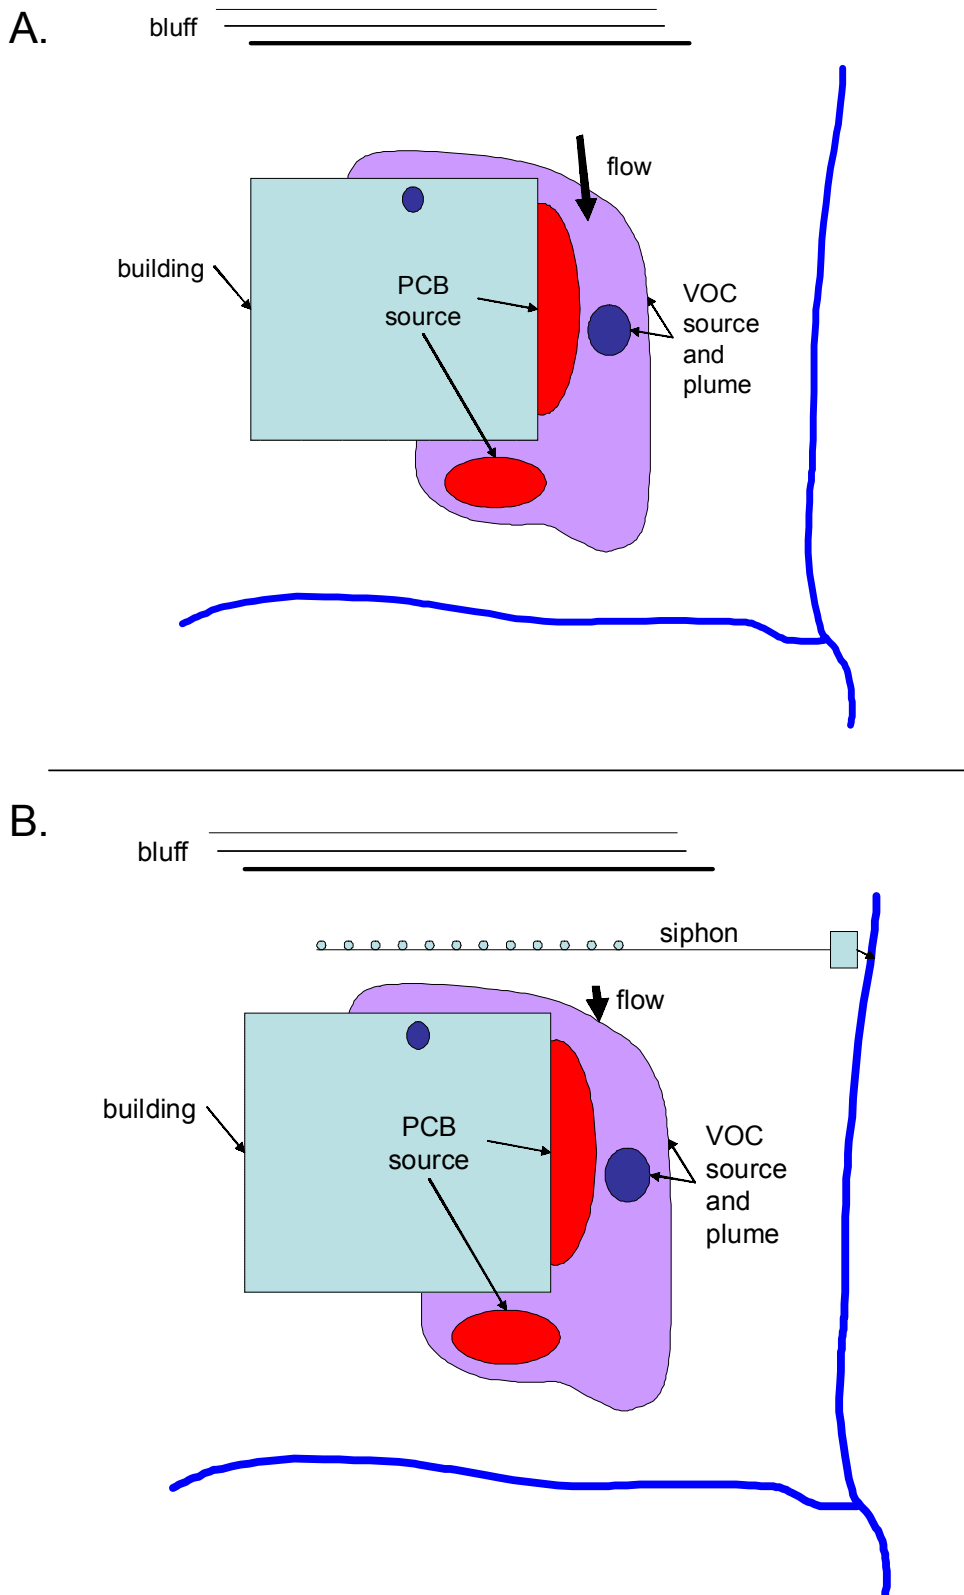 A.
bluff
flow
building
PCB
source
VOC
source
and
plume
B.
bluff
siphon
flow
building
PCB
source
VOC
source
and
plume